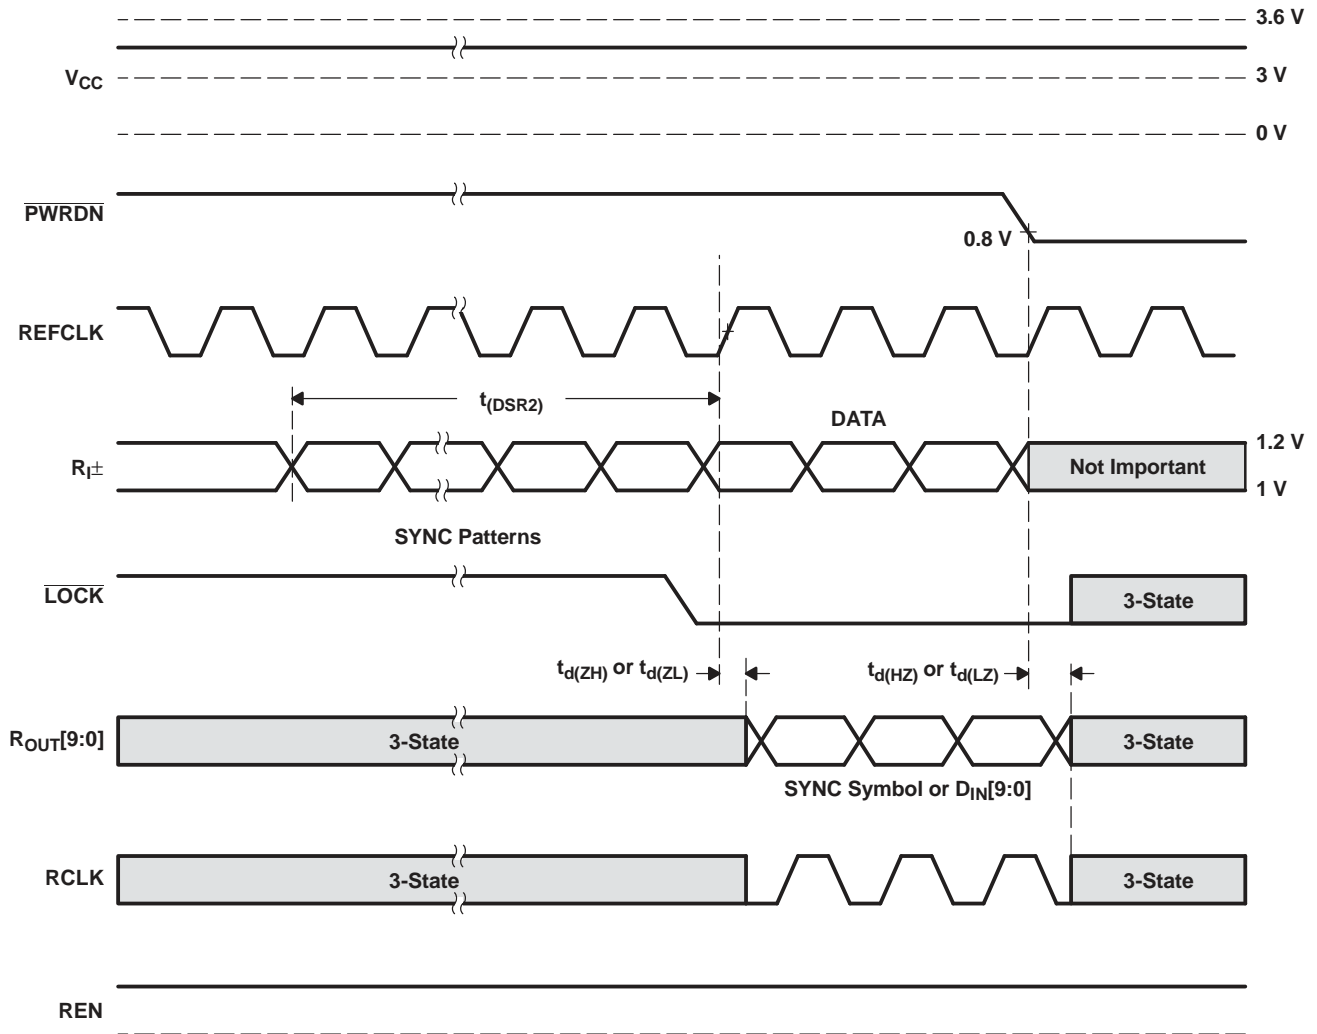 3.6 V
VCC
3 V
0 V
PWRDN
0.8 V
REFCLK
t(DSR2)
DATA
RI±
1.2 V
Not Important
1 V
SYNC Patterns
LOCK
3-State
td(ZH) or td(ZL)
td(HZ) or td(LZ)
ROUT[9:0]
3-State
3-State
SYNC Symbol or DIN[9:0]
RCLK
3-State
3-State
REN